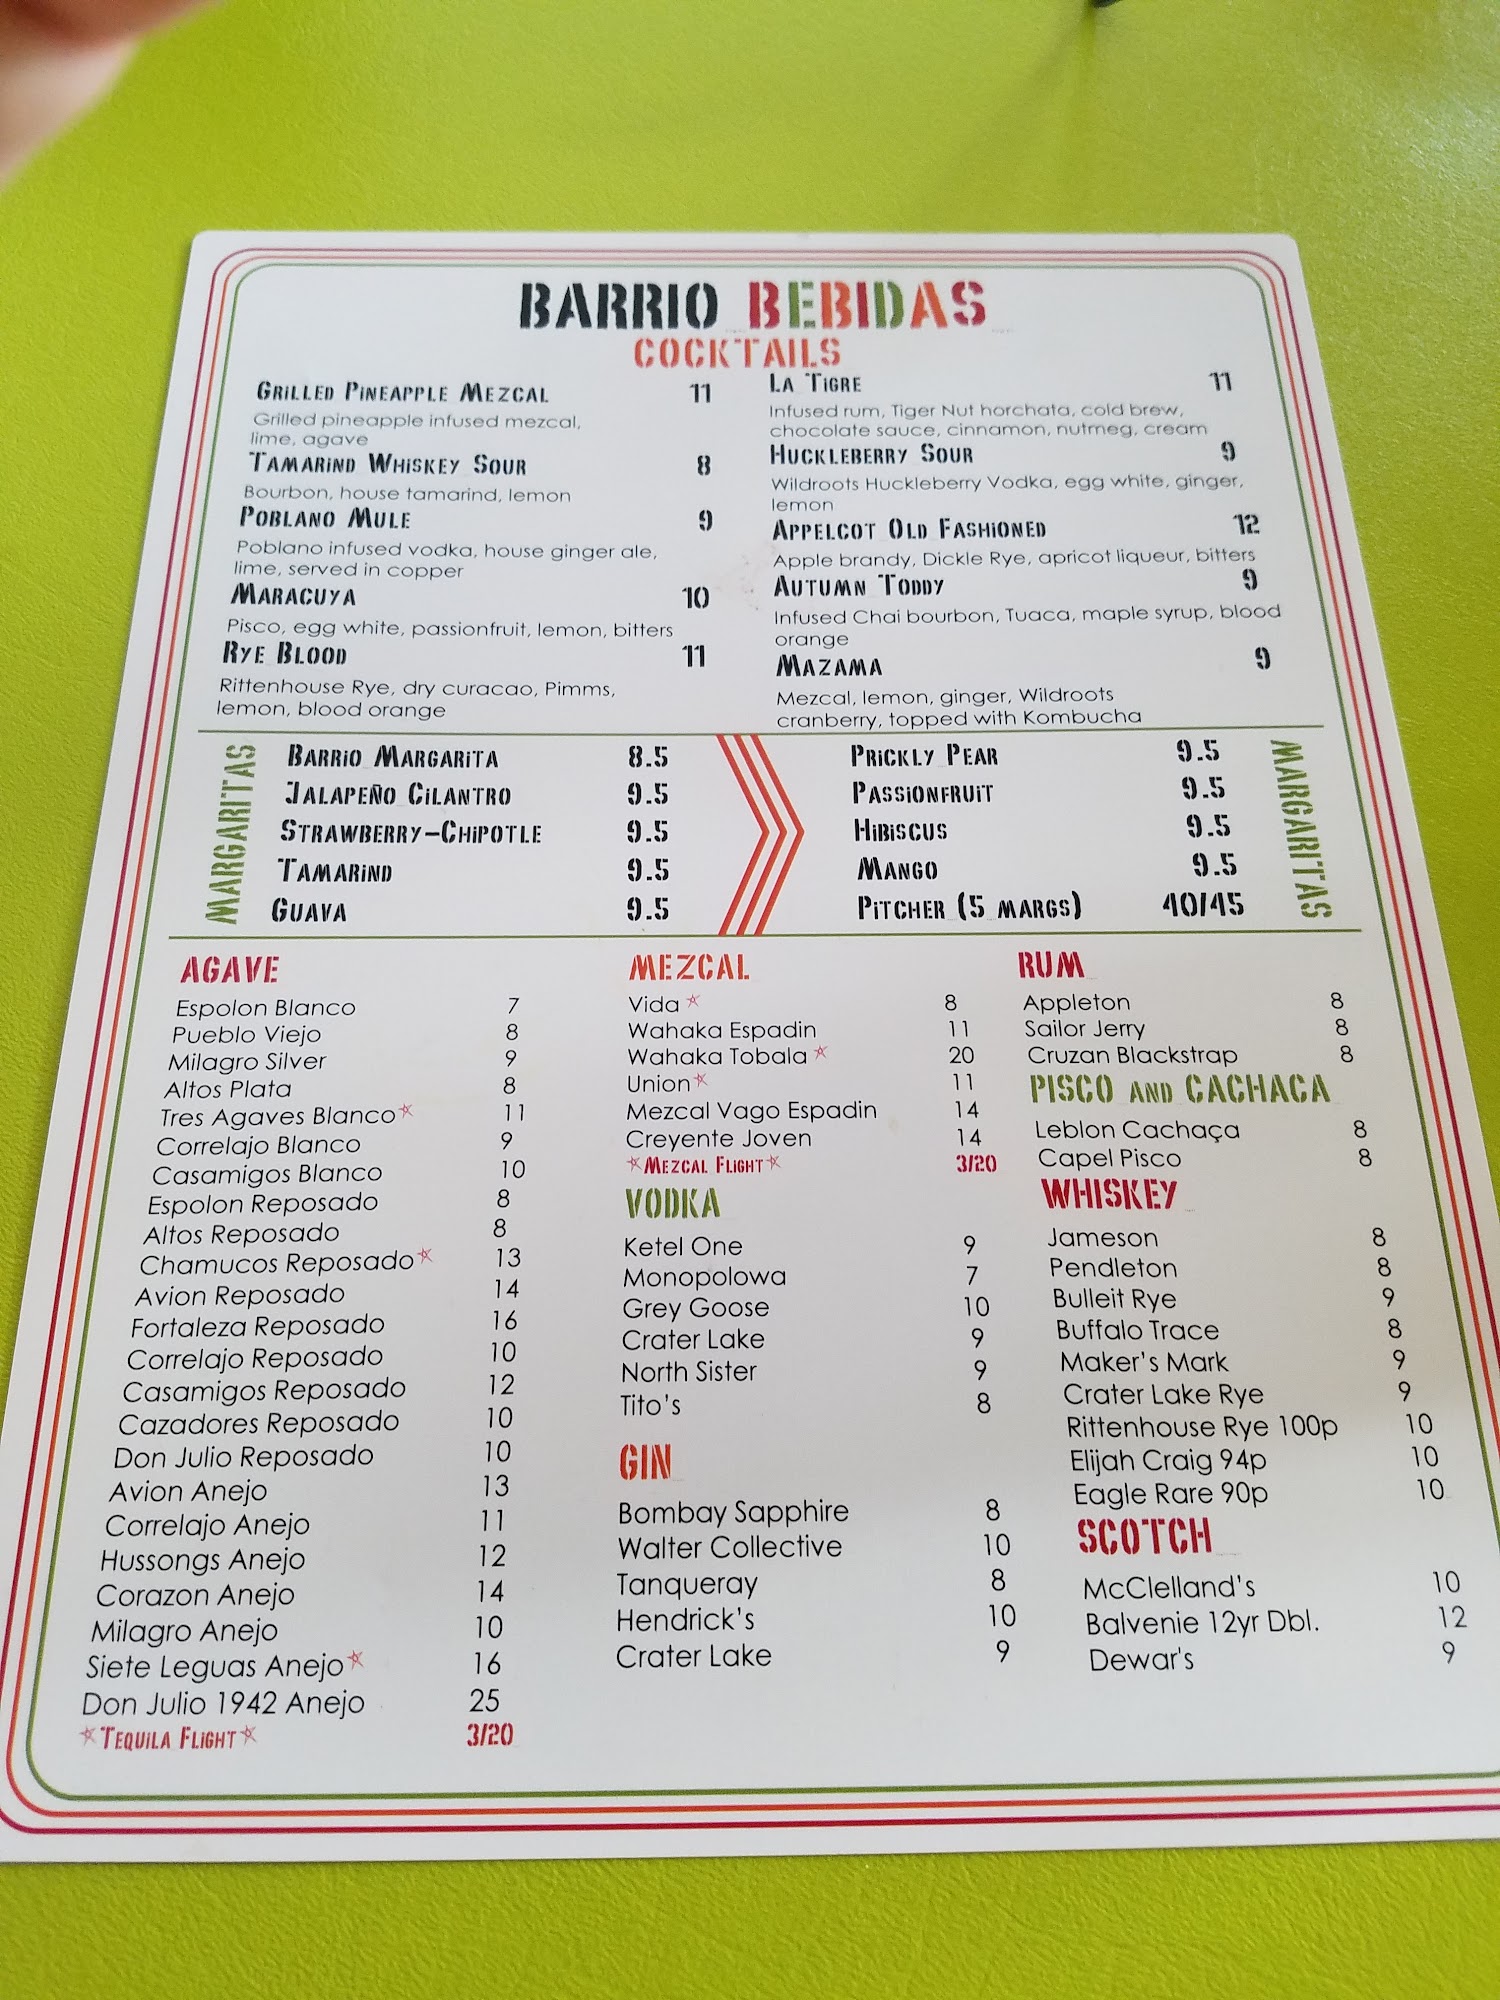 BARRIO BEBIDAS
COCKTAILS
GRILLED PINEAPPLE MEZCAL 11
Grilled pineapple infused mezcal,
lime, agave
TAMARIND WHISKEY SOUR 8
Bourbon, house tamarind, lemon
POBLANO MULE 9
Poblano infused vodka, house ginger ale,
lime, served in copper
MARACUYA 10
Pisco, egg white, passionfruit, lemon, bitters
RYE BLOOD 11
Rittenhouse Rye, dry curacao, Pimms,
lemon, blood orange
LA TIGRE 11
Infused rum, Tiger Nut horchata, cold brew,
chocolate sauce, cinnamon, nutmeg, cream
HUCKLEBERRY SOUR 9
Wildroots Huckleberry Vodka, egg white, ginger,
lemon
APPELCOT OLD FASHIONED 12
Apple brandy, Dickle Rye, apricot liqueur, bitters
AUTUMN TODDY 9
Infused Chai bourbon, Tuaca, maple syrup, blood
orange
MAZAMA 9
Mezcal, lemon, ginger, Wildroots
cranberry, topped with Kombucha
MARGARITAS
BARRIO MARGARITA 8.5
JALAPEÑO CILANTRO 9.5
STRAWBERRY-CHIPOTLE 9.5
TAMARIND 9.5
GUAVA 9.5
PRICKLY PEAR 9.5
PASSIONFRUIT 9.5
HIBISCUS 9.5
MANGO 9.5
PITCHER (5 MARGS) 40/45
MARGARITAS
AGAVE
Espolon Blanco 7
Pueblo Viejo 8
Milagro Silver 9
Altos Plata 8
Tres Agaves Blanco☆ 11
Correlajo Blanco 9
Casamigos Blanco 10
Espolon Reposado 8
Altos Reposado 8
Chamucos Reposado☆ 13
Avion Reposado 14
Fortaleza Reposado 16
Correlajo Reposado 10
Casamigos Reposado 12
Cazadores Reposado 10
Don Julio Reposado 10
Avion Anejo 13
Correlajo Anejo 11
Hussongs Anejo 12
Corazon Anejo 14
Milagro Anejo 10
Siete Leguas Anejo☆ 16
Don Julio 1942 Anejo 25
☆TEQUILA FLIGHT☆ 3/20
MEZCAL
Vida☆ 8
Wahaka Espadin 11
Wahaka Tobala☆ 20
Union☆ 11
Mezcal Vago Espadin 14
Creyente Joven 14
☆MEZCAL FLIGHT☆ 3/20
VODKA
Ketel One 9
Monopolowa 7
Grey Goose 10
Crater Lake 9
North Sister 9
Tito's 8
GIN
Bombay Sapphire 8
Walter Collective 10
Tanqueray 8
Hendrick's 10
Crater Lake 9
RUM
Appleton 8
Sailor Jerry 8
Cruzan Blackstrap 8
PISCO AND CACHACA
Leblon Cachaça 8
Capel Pisco 8
WHISKEY
Jameson 8
Pendleton 8
Bulleit Rye 9
Buffalo Trace 8
Maker's Mark 9
Crater Lake Rye 9
Rittenhouse Rye 100p 10
Elijah Craig 94p 10
Eagle Rare 90p 10
SCOTCH
McClelland's 10
Balvenie 12yr Dbl. 12
Dewar's 9